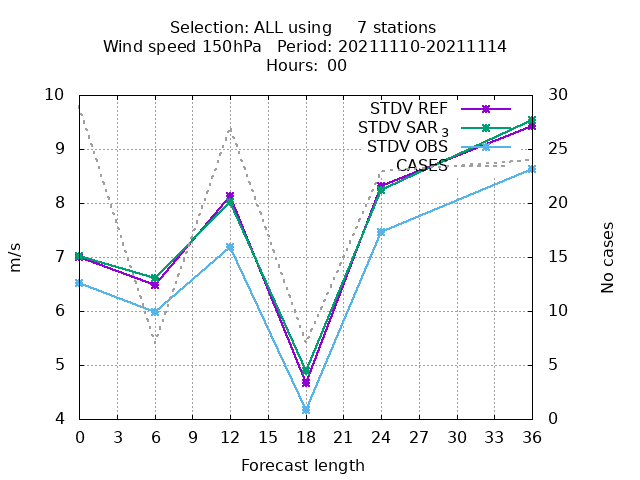 Selection: ALL using 7 stations
Wind speed 150hPa Period: 20211110-20211114
Hours: 00
10 30
STDV REF
STDV SAR3
9 25
STDV OBS
CASES
8 20
7 15
6 10
5 5
4 0
m/s
No cases
0 3 6 9 12 15 18 21 24 27 30 33 36
Forecast length